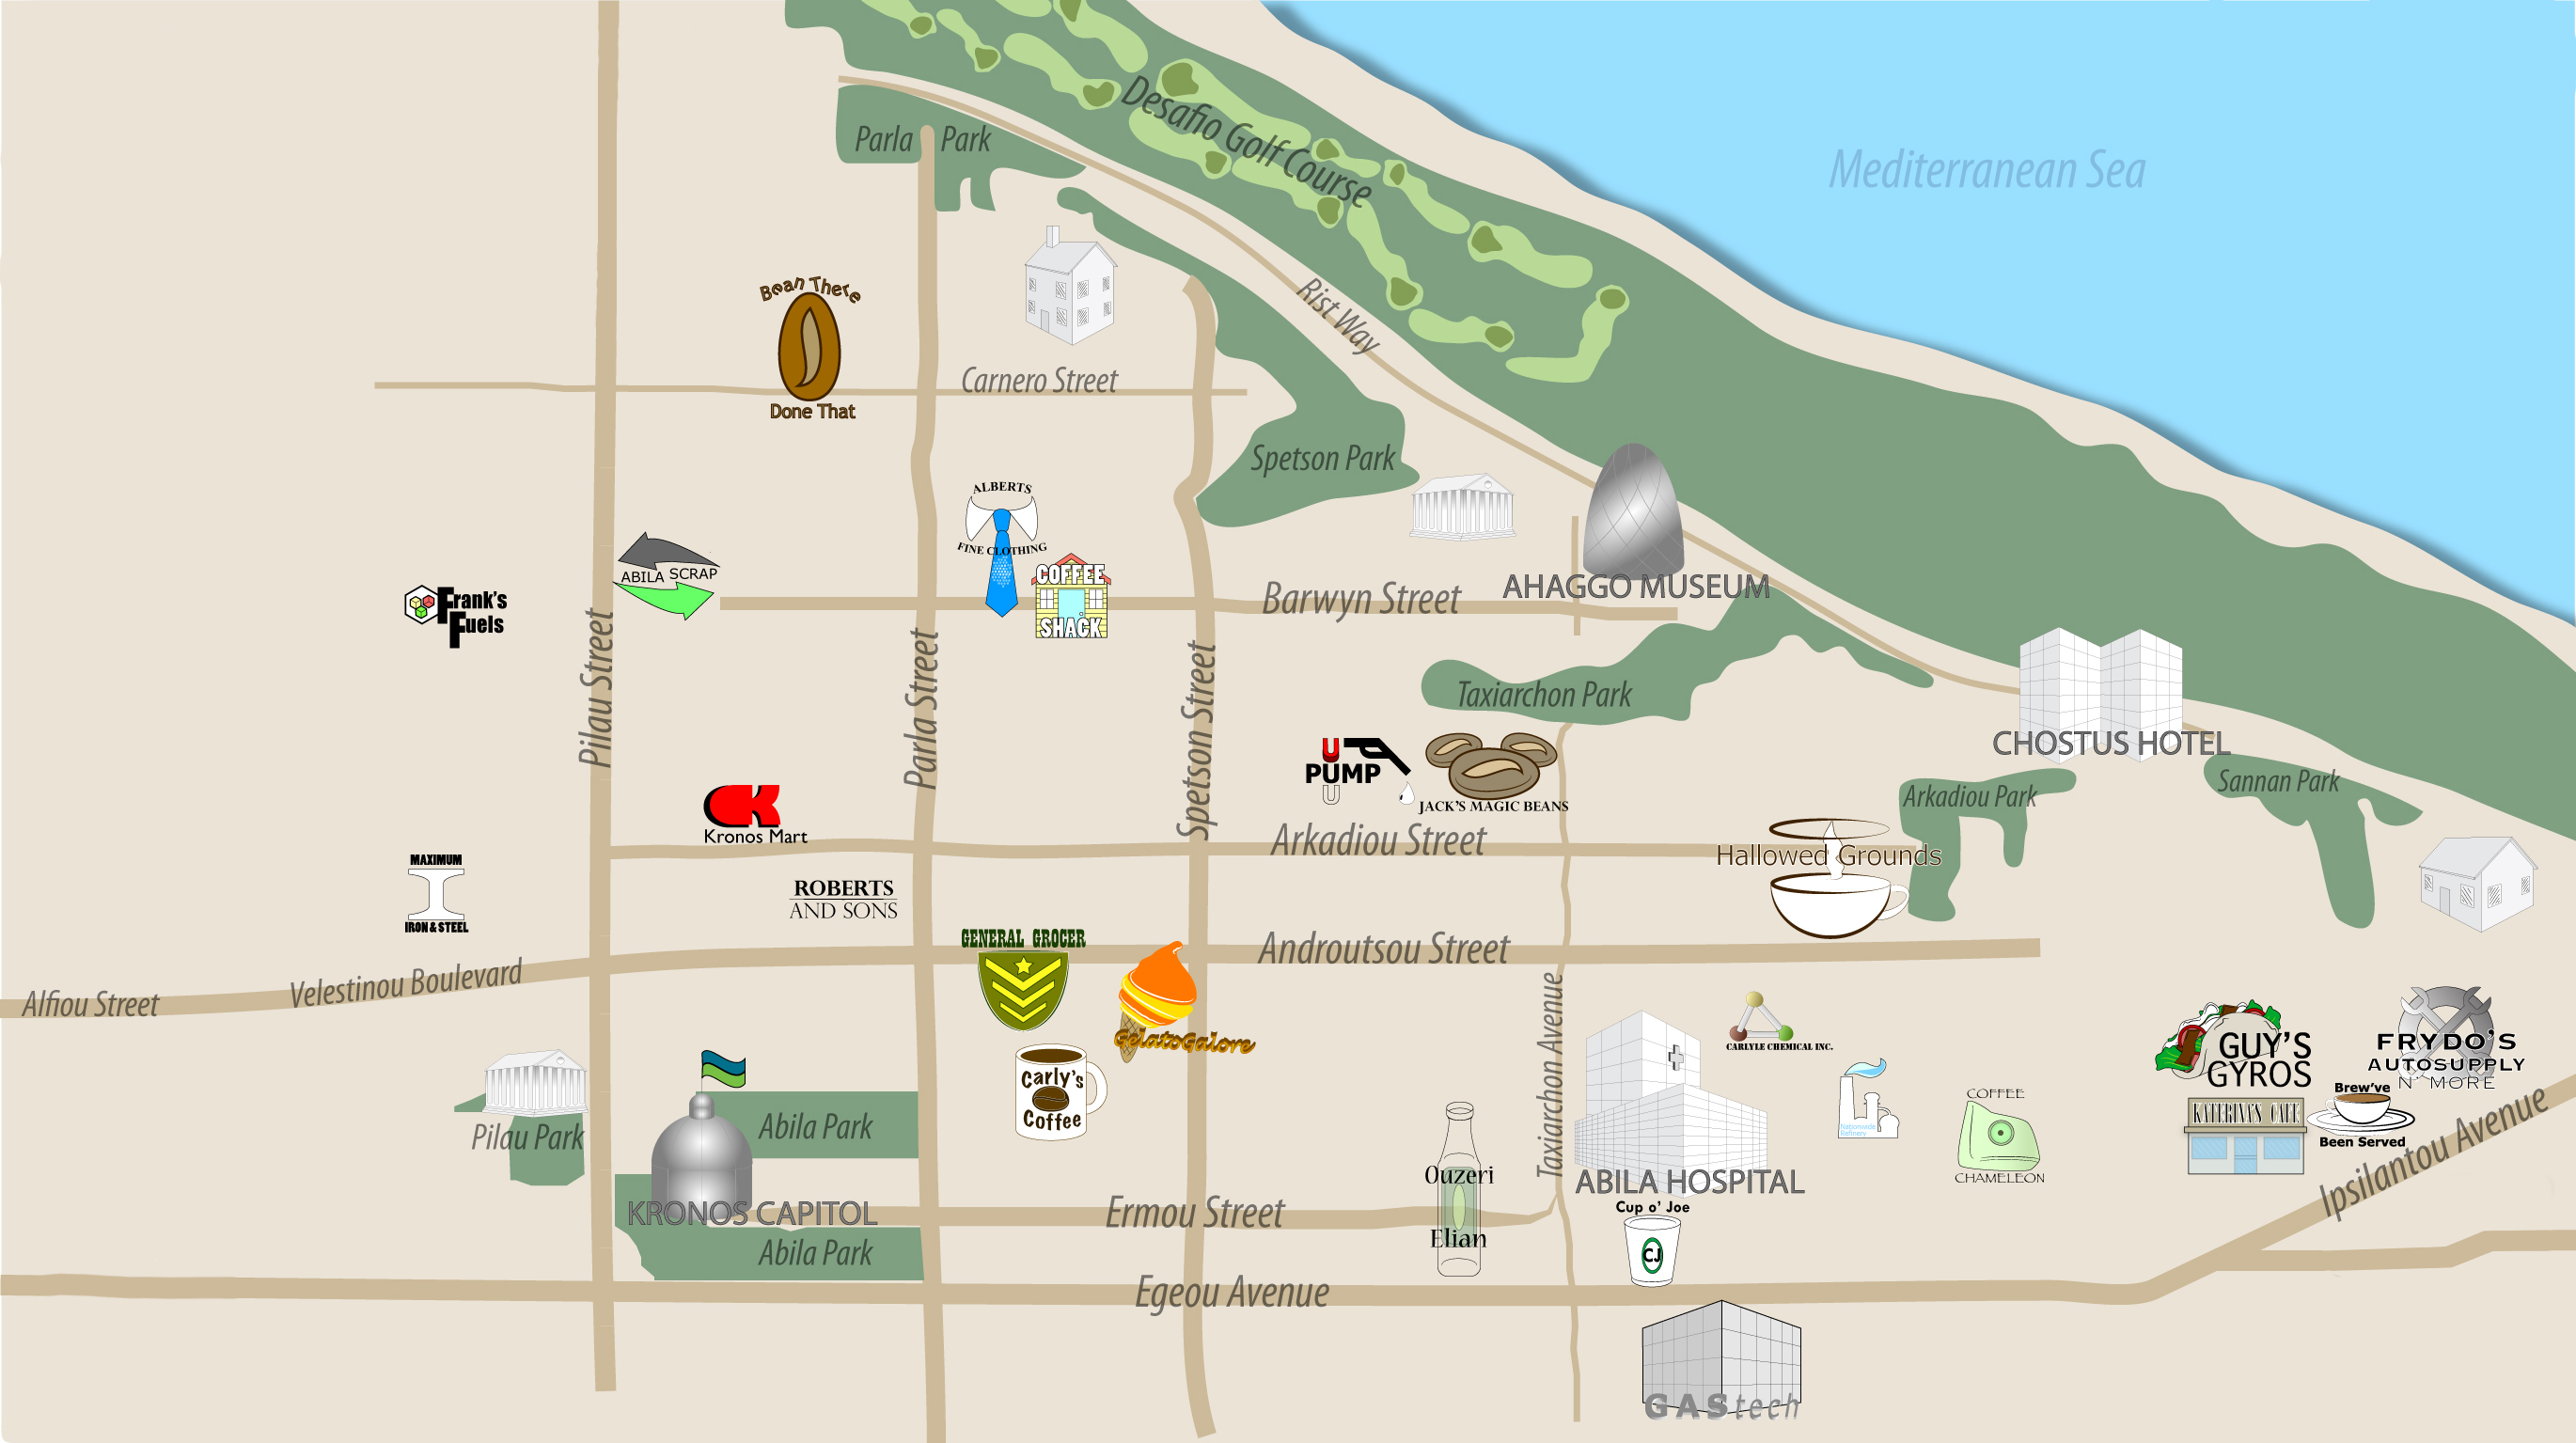 Desafio Golf Course
Parla Park
Mediterranean Sea
Bean There
Done That
Rist Way
Carnero Street
Spetson Park
ALBERTS
FINE CLOTHING
ABILA SCRAP
COFFEE
SHACK
Frank's
Fuels
Barwyn Street
AHAGGO MUSEUM
Pilau Street
Parla Street
Spetson Street
Taxiarchon Park
CHOSTUS HOTEL
U
PUMP
U
JACK'S MAGIC BEANS
Arkadiou Park
Sannan Park
CK
Kronos Mart
Arkadiou Street
Hallowed Grounds
MAXIMUM
IRON & STEEL
ROBERTS
AND SONS
GENERAL GROCER
Androutsou Street
GelatoGalore
Alfiou Street
Velestinou Boulevard
Taxiarchon Avenue
CARLYLE CHEMICAL INC.
GUY'S
GYROS
FRYDO'S
AUTOSUPPLY
N' MORE
Carly's
Coffee
Nationwide
Refinery
COFFEE
CHAMELEON
KATERINA'S CAFE
Brew've
Been Served
Ipsilantou Avenue
Pilau Park
Abila Park
KRONOS CAPITOL
Abila Park
Ermou Street
Ouzeri
Elian
ABILA HOSPITAL
Cup o' Joe
CJ
Egeou Avenue
GAStech